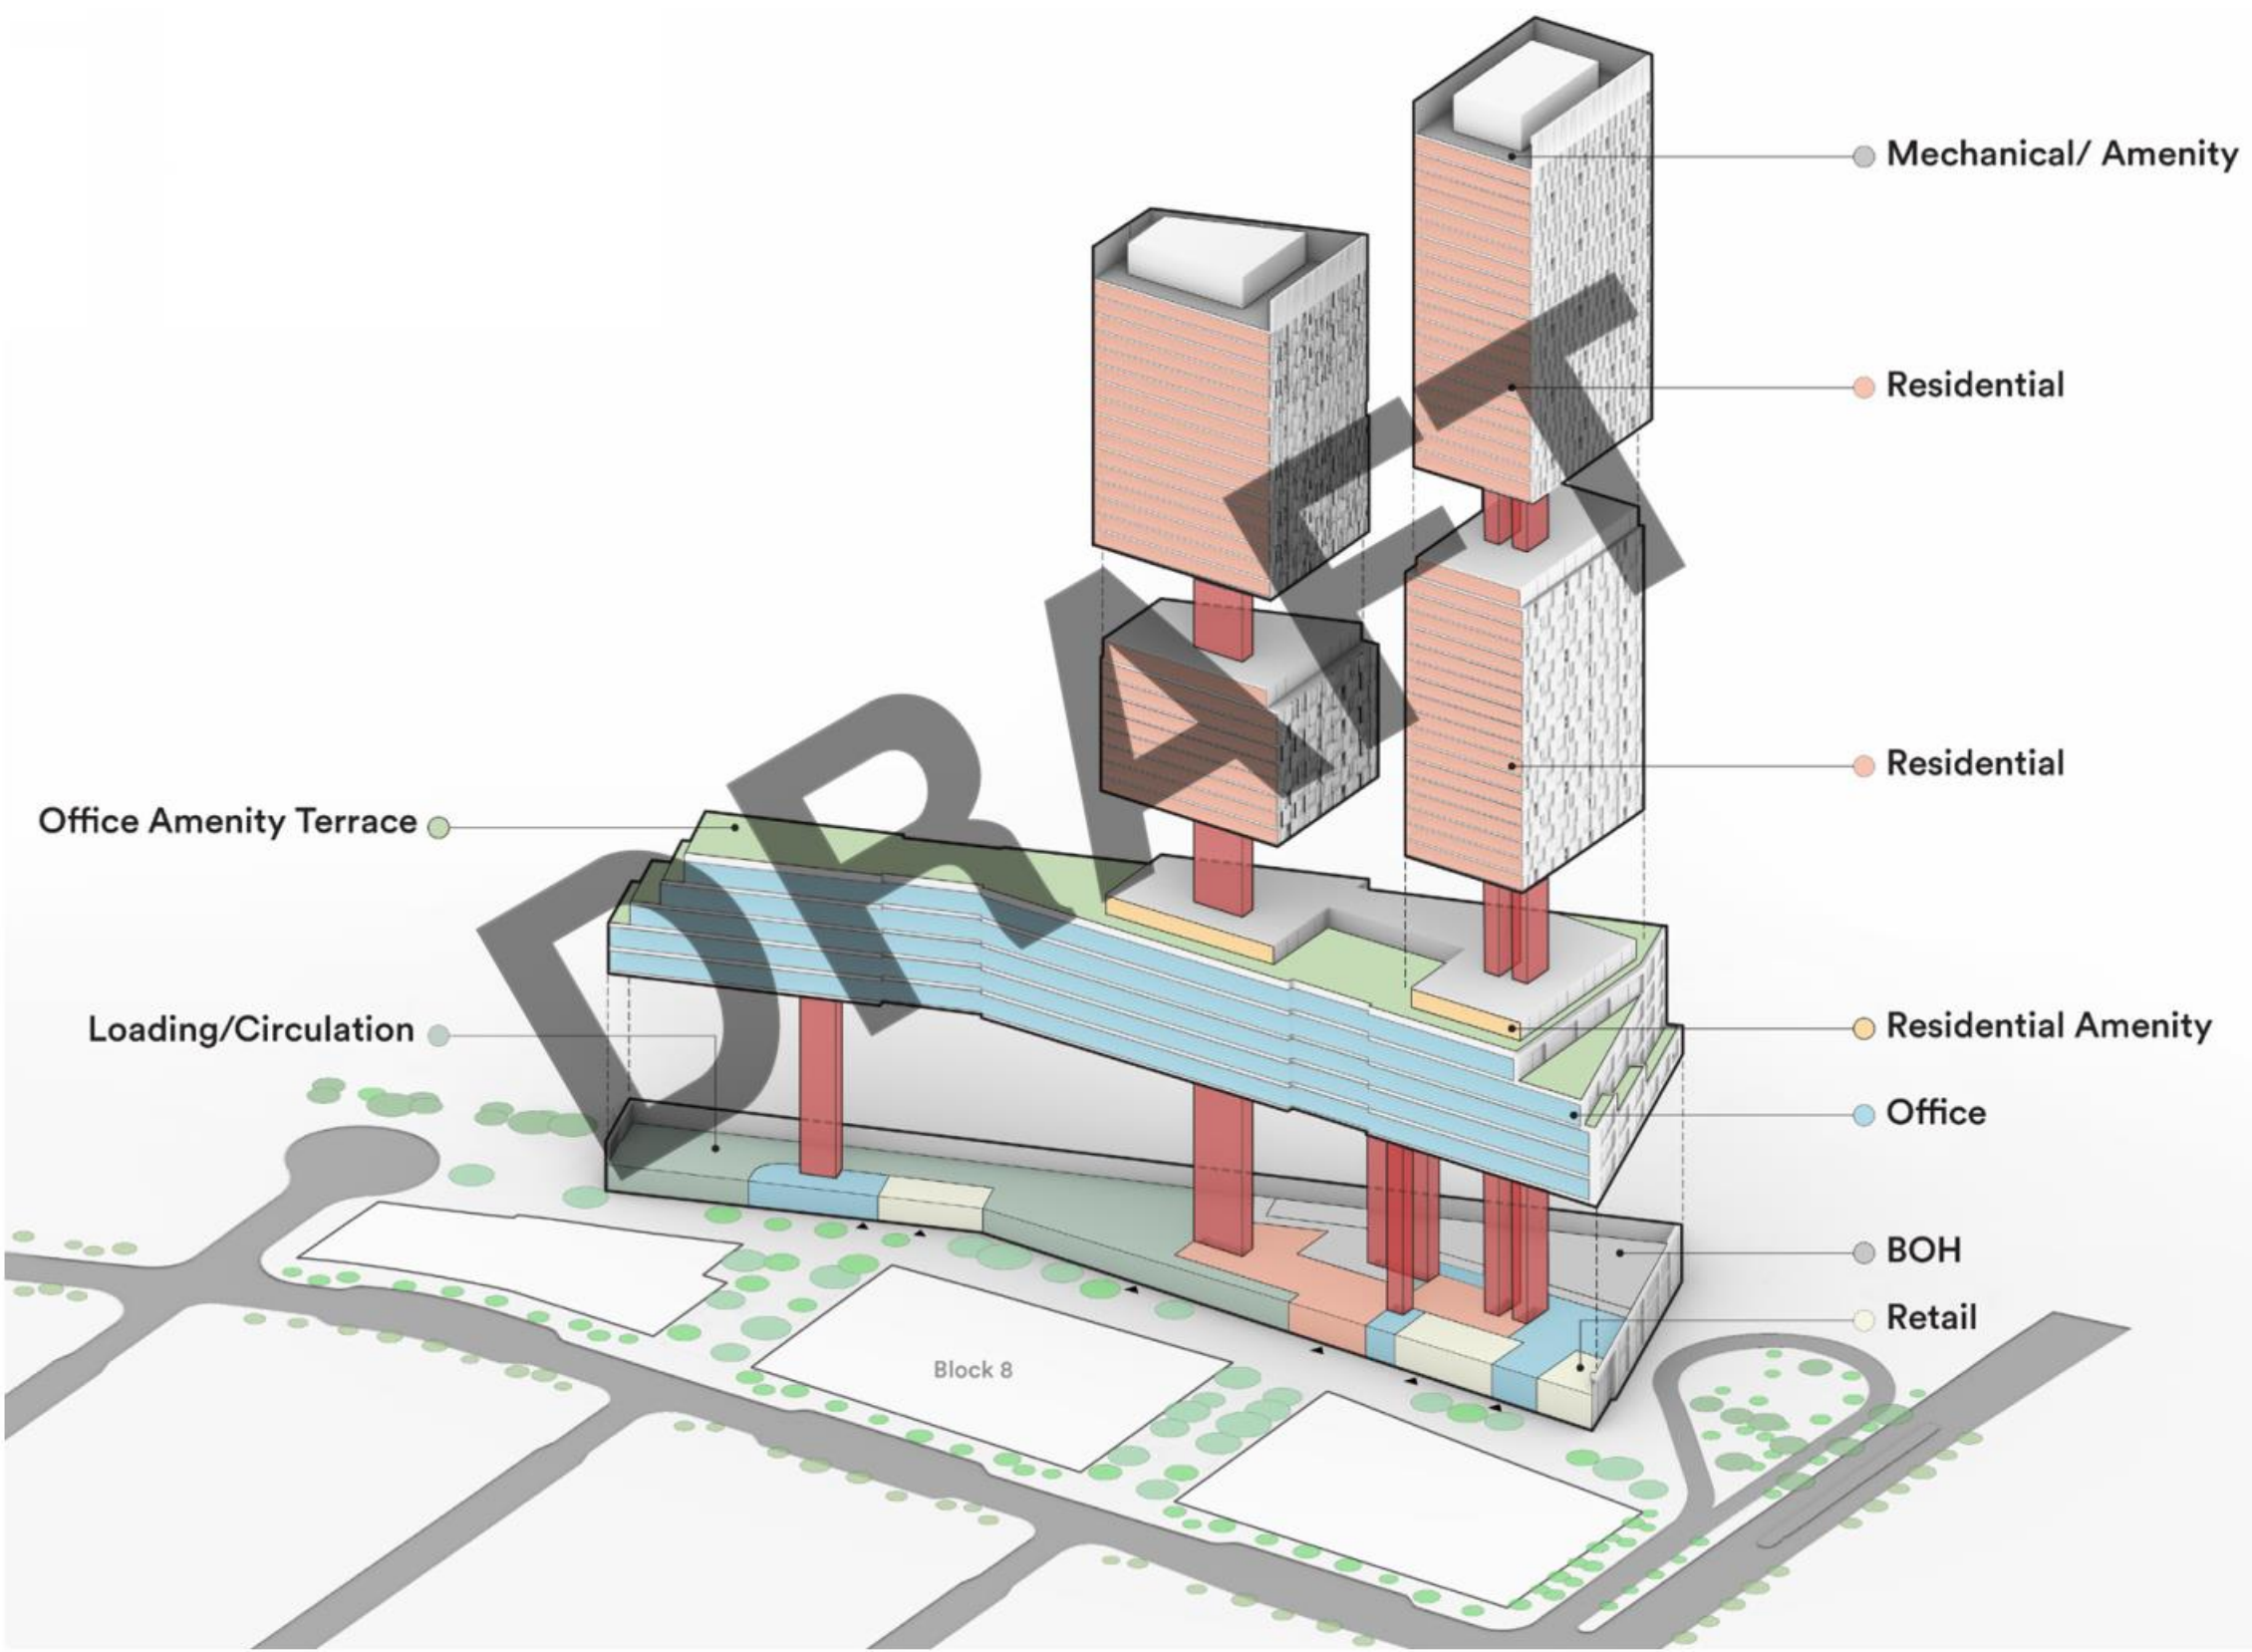 Mechanical/ Amenity
Residential
DRAFT
Residential
Office Amenity Terrace
Residential Amenity
Loading/Circulation
Office
BOH
Retail
Block 8